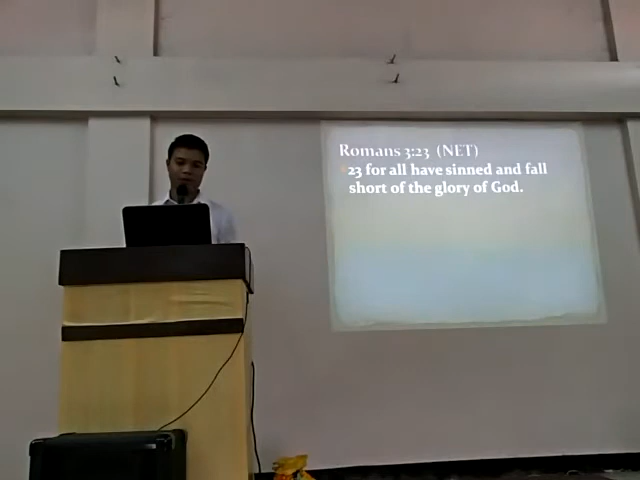 Romans 3:23 (NET)
23 for all have sinned and fall
short of the glory of God.